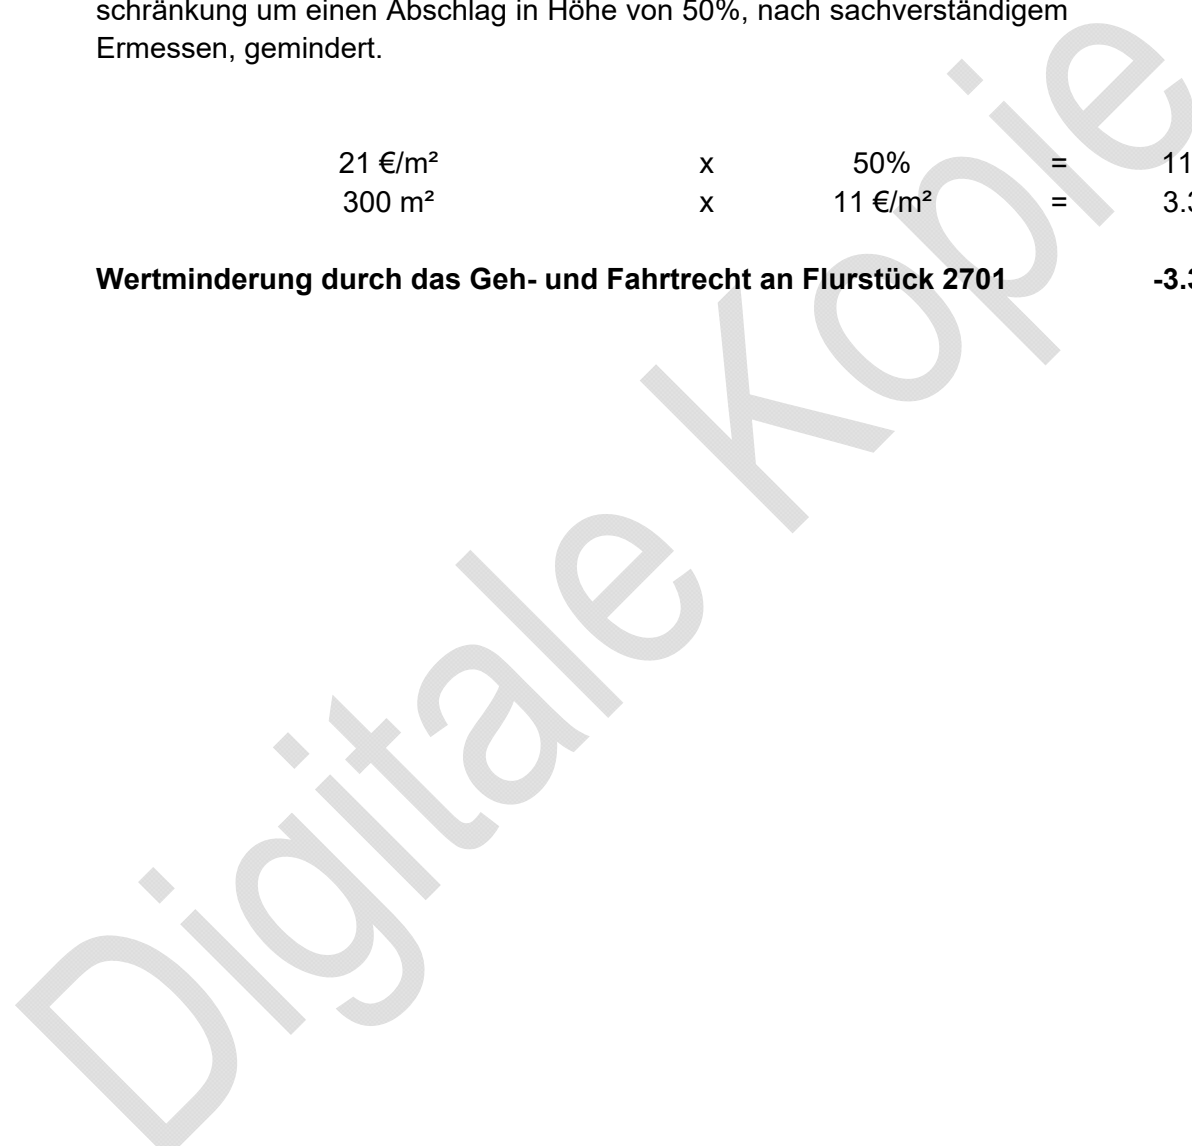 schränkung um einen Abschlag in Höhe von 50%, nach sachverständigem
Ermessen, gemindert.
21 €/m² x 50% = 11
300 m² x 11 €/m² = 3.3
Wertminderung durch das Geh- und Fahrtrecht an Flurstück 2701 -3.3
Digitale Kopie